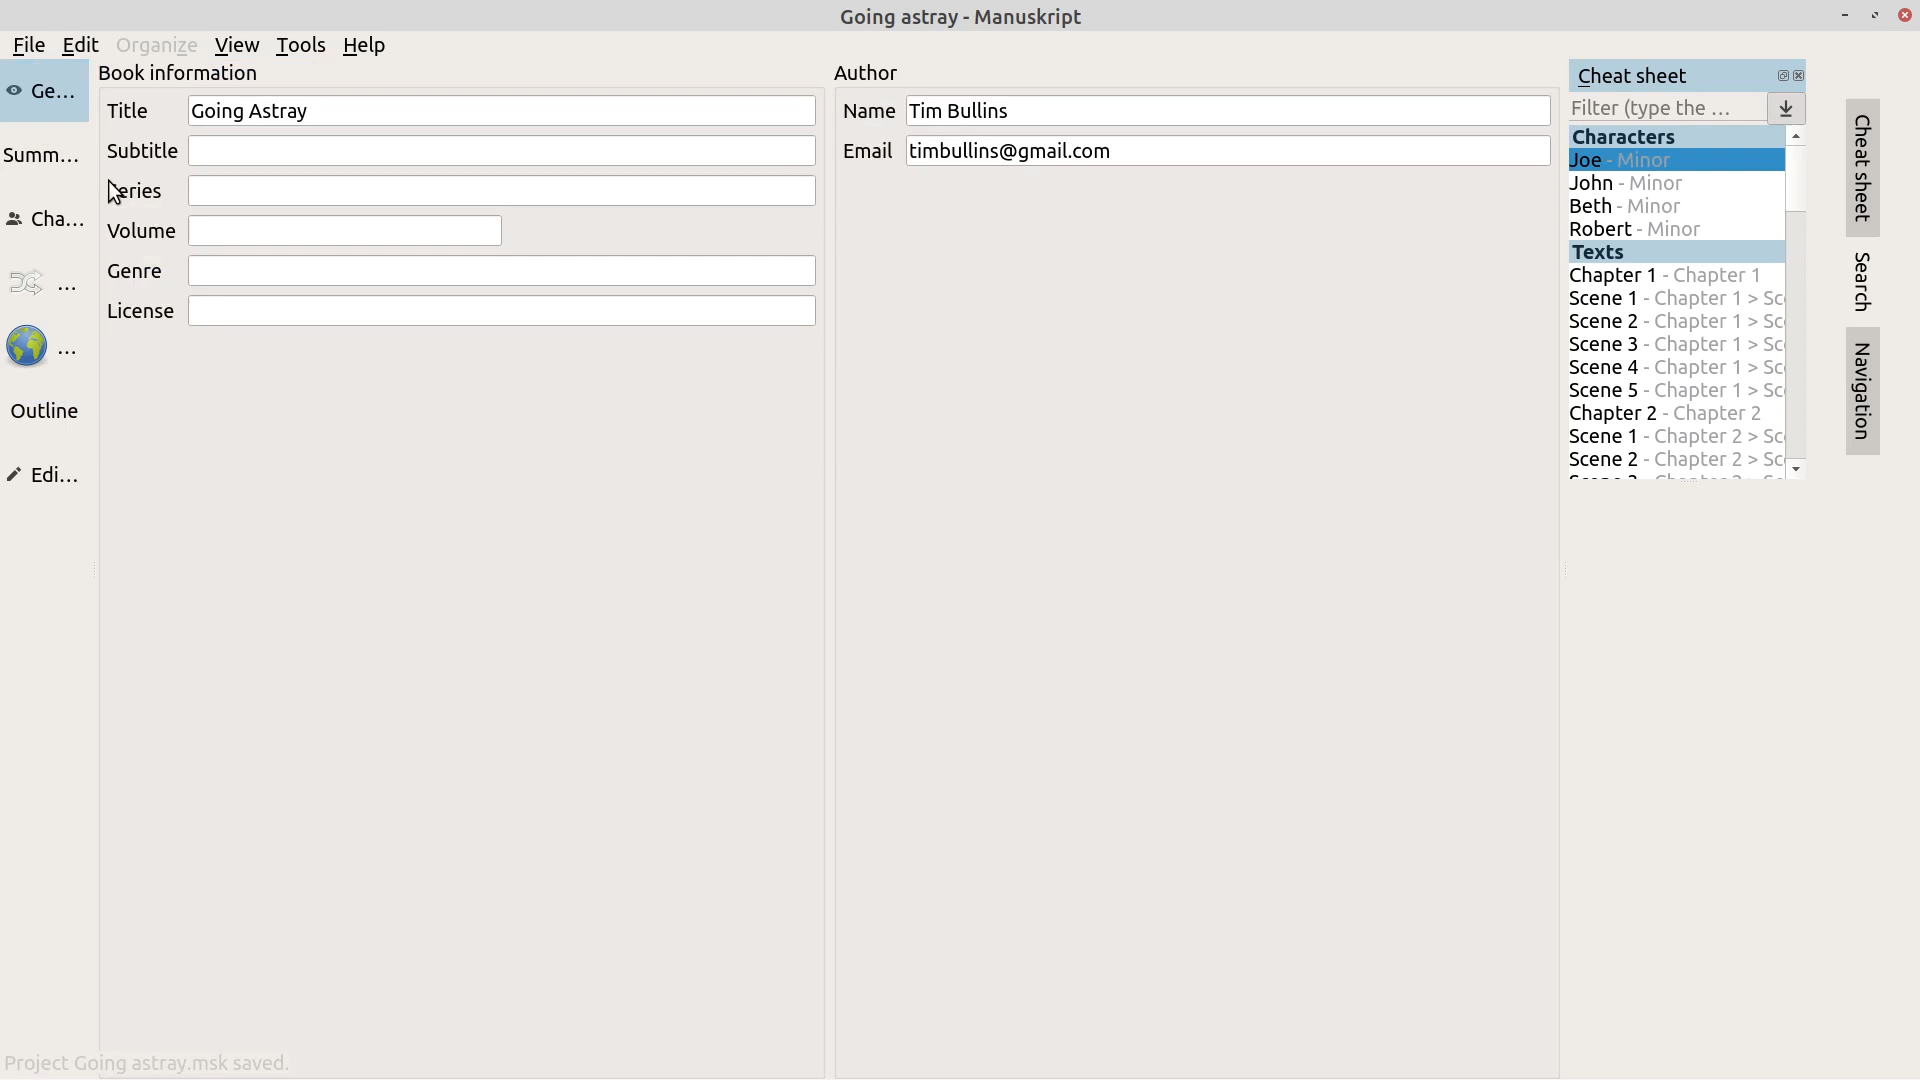 Going astray - Manuskript
File Edit Organize View Tools Help
Ge...
Summ...
Cha...
...
...
Outline
Edi...
Book information
Title Going Astray
Subtitle
eries
Volume
Genre
License
Author
Name Tim Bullins
Email timbullins@gmail.com
Cheat sheet
Filter (type the ...
Characters
Joe - Minor
John - Minor
Beth - Minor
Robert - Minor
Texts
Chapter 1 - Chapter 1
Scene 1 - Chapter 1 > Sc
Scene 2 - Chapter 1 > Sc
Scene 3 - Chapter 1 > Sc
Scene 4 - Chapter 1 > Sc
Scene 5 - Chapter 1 > Sc
Chapter 2 - Chapter 2
Scene 1 - Chapter 2 > Sc
Scene 2 - Chapter 2 > Sc
Cheat sheet
Search
Navigation
Project Going astray.msk saved.